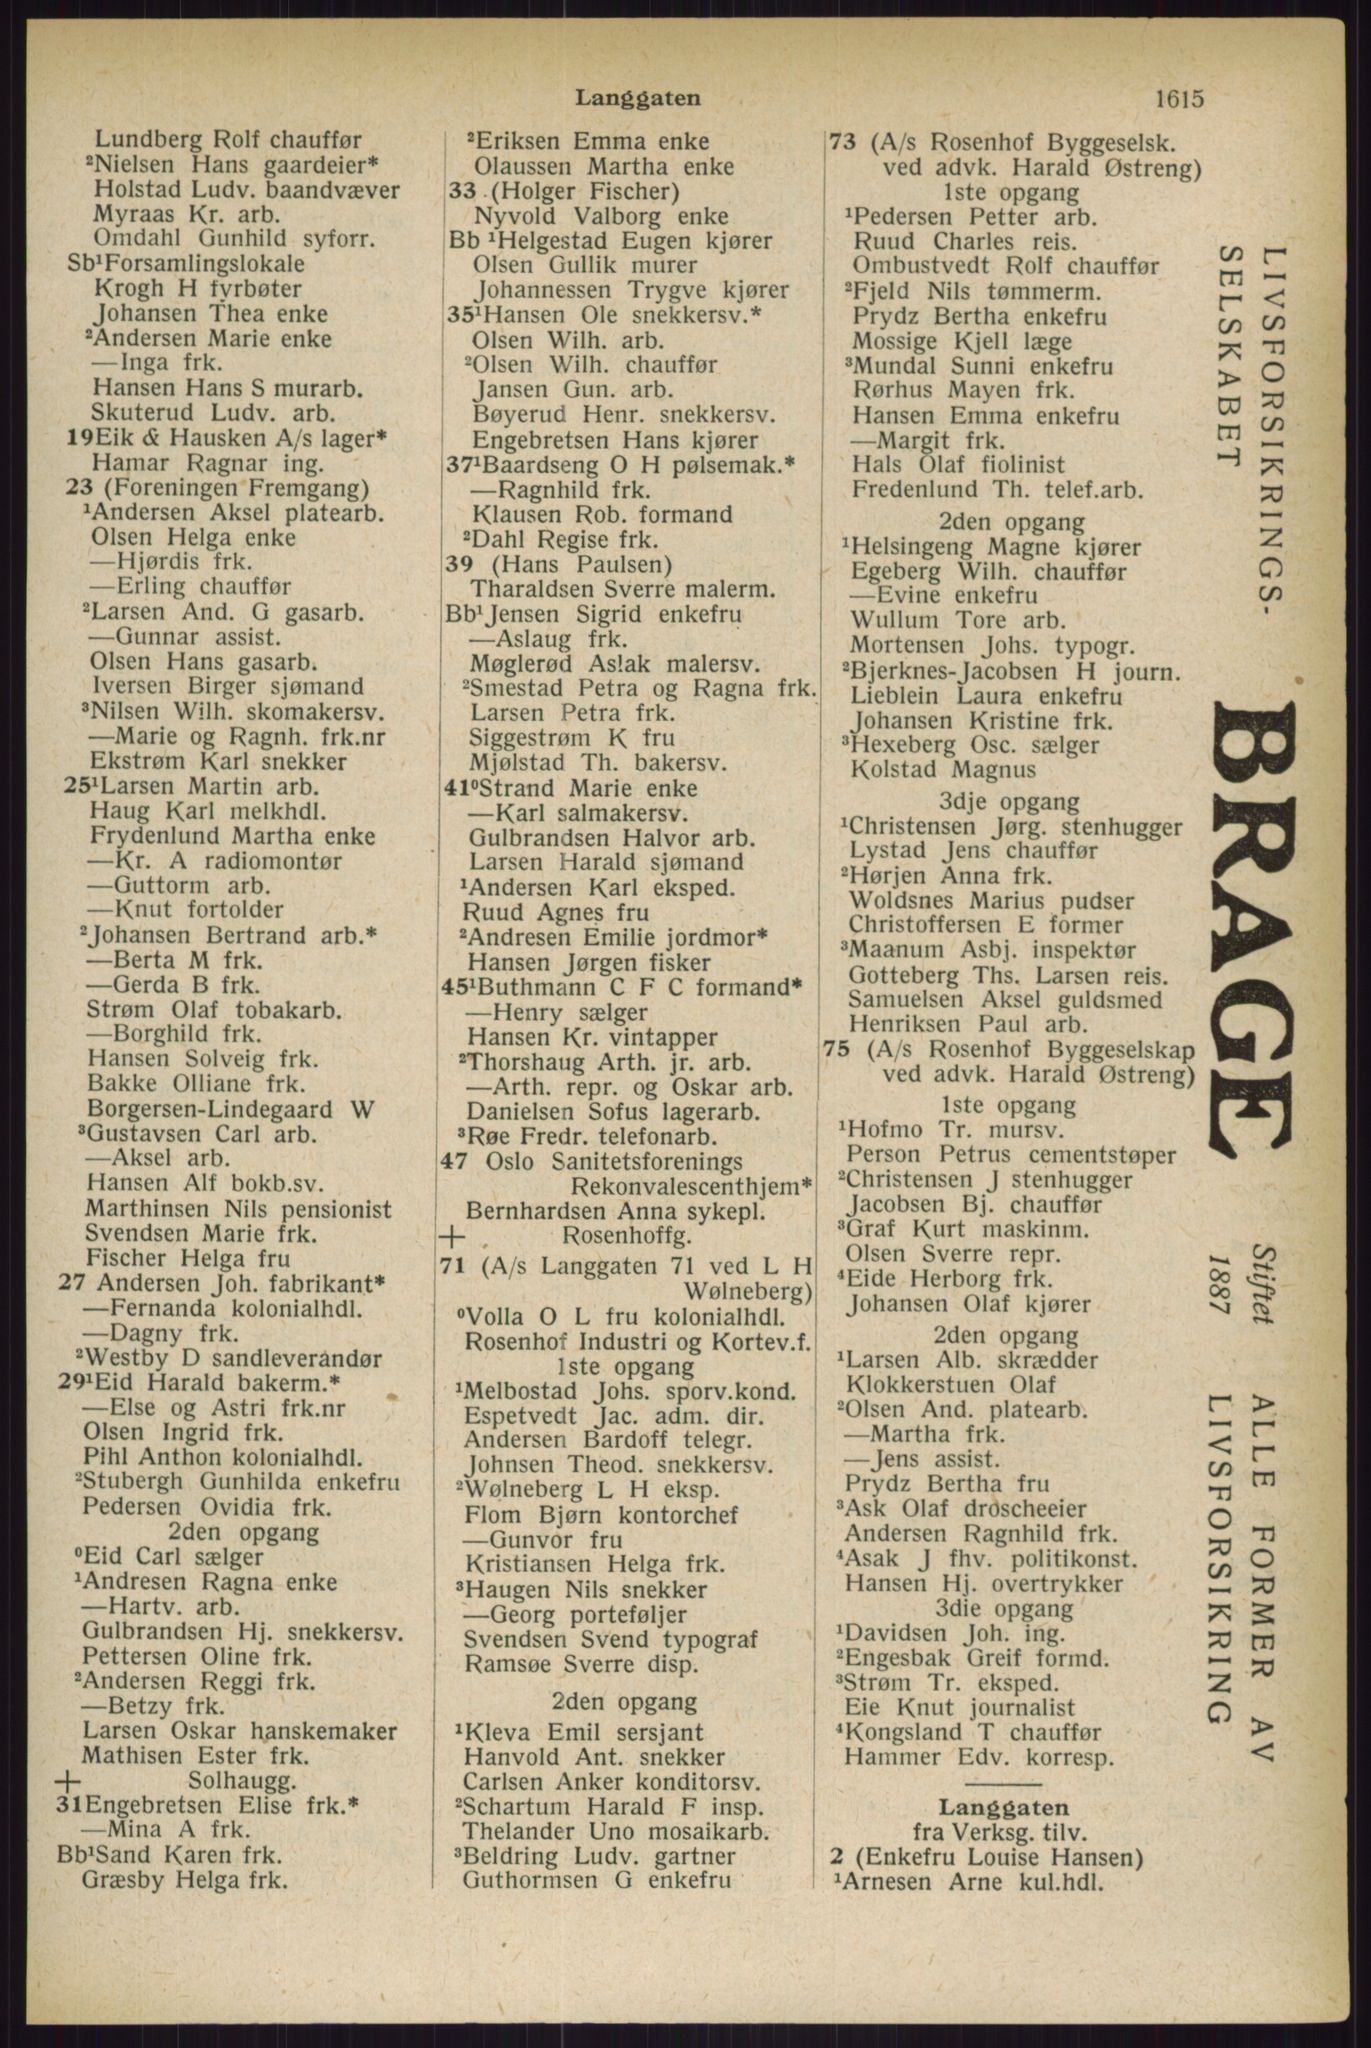 Langgaten
1615
Lundberg Rolf chauffør
²Nielsen Hans gaardeier*
Holstad Ludv. baandvæver
Myraas Kr. arb.
Omdahl Gunhild syforr.
Sb¹Forsamlingslokale
Krogh H fyrbøter
Johansen Thea enke
²Andersen Marie enke
—Inga frk.
Hansen Hans S murarb.
Skuterud Ludv. arb.
19Eik & Hausken A/s lager*
Hamar Ragnar ing.
23 (Foreningen Fremgang)
¹Andersen Aksel platearb.
Olsen Helga enke
—Hjørdis frk.
—Erling chauffør
²Larsen And. G gasarb.
—Gunnar assist.
Olsen Hans gasarb.
Iversen Birger sjømand
³Nilsen Wilh. skomakersv.
—Marie og Ragnh. frk.nr
Ekstrøm Karl snekker
25¹Larsen Martin arb.
Haug Karl melkhdl.
Frydenlund Martha enke
—Kr. A radiomontør
—Guttorm arb.
—Knut fortolder
²Johansen Bertrand arb.*
—Berta M frk.
—Gerda B frk.
Strøm Olaf tobakarb.
—Borghild frk.
Hansen Solveig frk.
Bakke Olliane frk.
Borgersen-Lindegaard W
³Gustavsen Carl arb.
—Aksel arb.
Hansen Alf bokb.sv.
Marthinsen Nils pensionist
Svendsen Marie frk.
Fischer Helga fru
27 Andersen Joh. fabrikant*
—Fernanda kolonialhdl.
—Dagny frk.
²Westby D sandleverandør
29¹Eid Harald bakerm.*
—Else og Astri frk.nr
Olsen Ingrid frk.
Pihl Anthon kolonialhdl.
²Stubergh Gunhilda enkefru
Pedersen Ovidia frk.
2den opgang
⁰Eid Carl sælger
¹Andresen Ragna enke
—Hartv. arb.
Gulbrandsen Hj. snekkersv.
Pettersen Oline frk.
²Andersen Reggi frk.
—Betzy frk.
Larsen Oskar hanskemaker
Mathisen Ester frk.
+ Solhaugg.
31Engebretsen Elise frk.*
—Mina A frk.
Bb¹Sand Karen frk.
Græsby Helga frk.
²Eriksen Emma enke
Olaussen Martha enke
33 (Holger Fischer)
Nyvold Valborg enke
Bb ¹Helgestad Eugen kjører
Olsen Gullik murer
Johannessen Trygve kjører
35¹Hansen Ole snekkersv.*
Olsen Wilh. arb.
²Olsen Wilh. chauffør
Jansen Gun. arb.
Bøyerud Henr. snekkersv.
Engebretsen Hans kjører
37¹Baardseng O H pølsemak.*
—Ragnhild frk.
Klausen Rob. formand
²Dahl Regise frk.
39 (Hans Paulsen)
Tharaldsen Sverre malerm.
Bb¹Jensen Sigrid enkefru
—Aslaug frk.
Møglerød Aslak malersv.
²Smestad Petra og Ragna frk.
Larsen Petra frk.
Siggestrøm K fru
Mjølstad Th. bakersv.
41⁰Strand Marie enke
—Karl salmakersv.
Gulbrandsen Halvor arb.
Larsen Harald sjømand
¹Andersen Karl eksped.
Ruud Agnes fru
²Andresen Emilie jordmor*
Hansen Jørgen fisker
45¹Buthmann C F C formand*
—Henry sælger
Hansen Kr. vintapper
²Thorshaug Arth. jr. arb.
—Arth. repr. og Oskar arb.
Danielsen Sofus lagerarb.
³Røe Fredr. telefonarb.
47 Oslo Sanitetsforenings
Rekonvalescenthjem*
Bernhardsen Anna sykepl.
+ Rosenhoffg.
71 (A/s Langgaten 71 ved L H
Wølneberg)
⁰Volla O L fru kolonialhdl.
Rosenhof Industri og Kortev.f.
1ste opgang
¹Melbostad Johs. sporv.kond.
Espetvedt Jac. adm. dir.
Andersen Bardoff telegr.
Johnsen Theod. snekkersv.
²Wølneberg L H eksp.
Flom Bjørn kontorchef
—Gunvor fru
Kristiansen Helga frk.
³Haugen Nils snekker
—Georg porteføljer
Svendsen Svend typograf
Ramsøe Sverre disp.
2den opgang
¹Kleva Emil sersjant
Hanvold Ant. snekker
Carlsen Anker konditorsv.
²Schartum Harald F insp.
Thelander Uno mosaikarb.
³Beldring Ludv. gartner
Guthormsen G enkefru
73 (A/s Rosenhof Byggeselsk.
ved advk. Harald Østreng)
1ste opgang
¹Pedersen Petter arb.
Ruud Charles reis.
Ombustvedt Rolf chauffør
²Fjeld Nils tømmerm.
Prydz Bertha enkefru
Mossige Kjell læge
³Mundal Sunni enkefru
Rørhus Mayen frk.
Hansen Emma enkefru
—Margit frk.
Hals Olaf fiolinist
Fredenlund Th. telef.arb.
2den opgang
¹Helsingeng Magne kjører
Egeberg Wilh. chauffør
—Evine enkefru
Wullum Tore arb.
Mortensen Johs. typogr.
²Bjerknes-Jacobsen H journ.
Lieblein Laura enkefru
Johansen Kristine frk.
³Hexeberg Osc. sælger
Kolstad Magnus
3dje opgang
¹Christensen Jørg. stenhugger
Lystad Jens chauffør
²Hørjen Anna frk.
Woldsnes Marius pudser
Christoffersen E former
³Maanum Asbj. inspektør
Gotteberg Ths. Larsen reis.
Samuelsen Aksel guldsmed
Henriksen Paul arb.
75 (A/s Rosenhof Byggeselskap
ved advk. Harald Østreng)
1ste opgang
¹Hofmo Tr. mursv.
Person Petrus cementstøper
²Christensen J stenhugger
Jacobsen Bj. chauffør
³Graf Kurt maskinm.
Olsen Sverre repr.
⁴Eide Herborg frk.
Johansen Olaf kjører
2den opgang
¹Larsen Alb. skrædder
Klokkerstuen Olaf
²Olsen And. platearb.
—Martha frk.
—Jens assist.
Prydz Bertha fru
³Ask Olaf droscheeier
Andersen Ragnhild frk.
⁴Asak J fhv. politikonst.
Hansen Hj. overtrykker
3die opgang
¹Davidsen Joh. ing.
²Engesbak Greif formd.
³Strøm Tr. eksped.
Eie Knut journalist
⁴Kongsland T chauffør
Hammer Edv. korresp.
Langgaten
fra Verksg. tilv.
2 (Enkefru Louise Hansen)
¹Arnesen Arne kul.hdl.
LIVSFORSIKRINGS-
SELSKABET
BRAGE
Stiftet
1887
ALLE FORMER AV
LIVSFORSIKRING